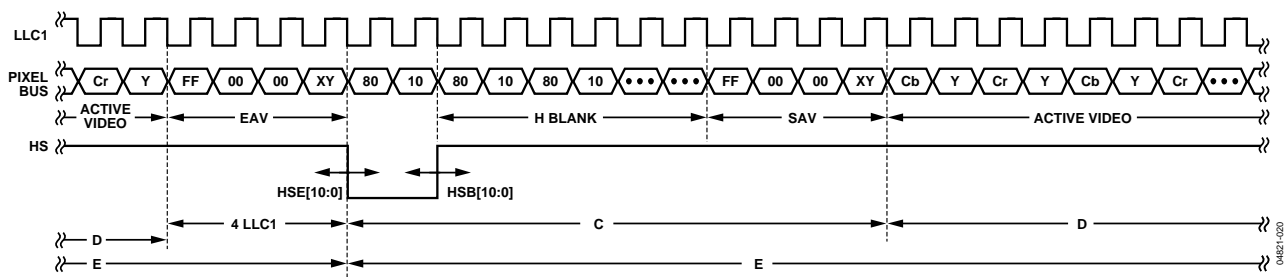 LLC1
PIXEL BUS Cr Y FF 00 00 XY 80 10 80 10 80 10 ••• ••• FF 00 00 XY Cb Y Cr Y Cb Y Cr •••
ACTIVE VIDEO EAV H BLANK SAV ACTIVE VIDEO
HS
HSE[10:0] HSB[10:0]
4 LLC1 C D
D
E E
04821-020